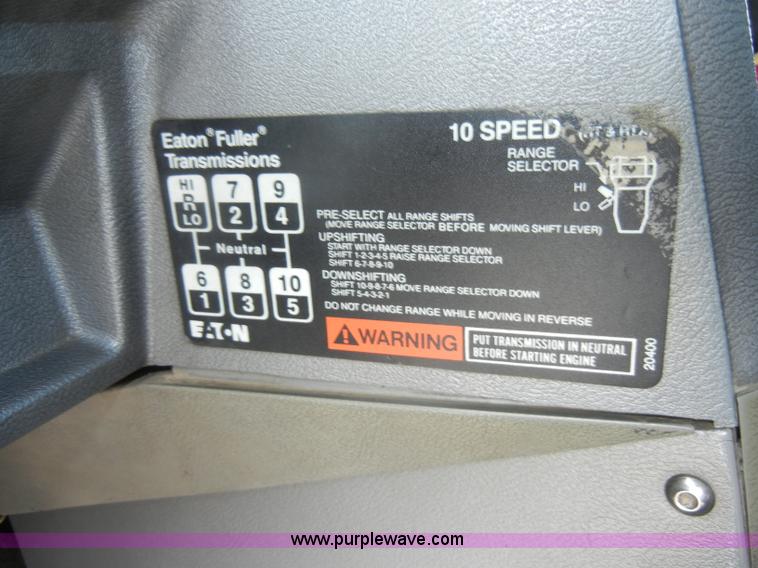 Eaton® Fuller®
Transmissions
10 SPEED
RANGE
SELECTOR
HI
LO
HI
R
LO
7
2
9
4
Neutral
6
1
8
3
10
5
EATON
PRE-SELECT ALL RANGE SHIFTS
(MOVE RANGE SELECTOR BEFORE MOVING SHIFT LEVER)
UPSHIFTING
START WITH RANGE SELECTOR DOWN
SHIFT 1-2-3-4-5 RAISE RANGE SELECTOR
SHIFT 6-7-8-9-10
DOWNSHIFTING
SHIFT 10-9-8-7-6 MOVE RANGE SELECTOR DOWN
SHIFT 5-4-3-2-1
DO NOT CHANGE RANGE WHILE MOVING IN REVERSE
WARNING
PUT TRANSMISSION IN NEUTRAL
BEFORE STARTING ENGINE
20400
www.purplewave.com